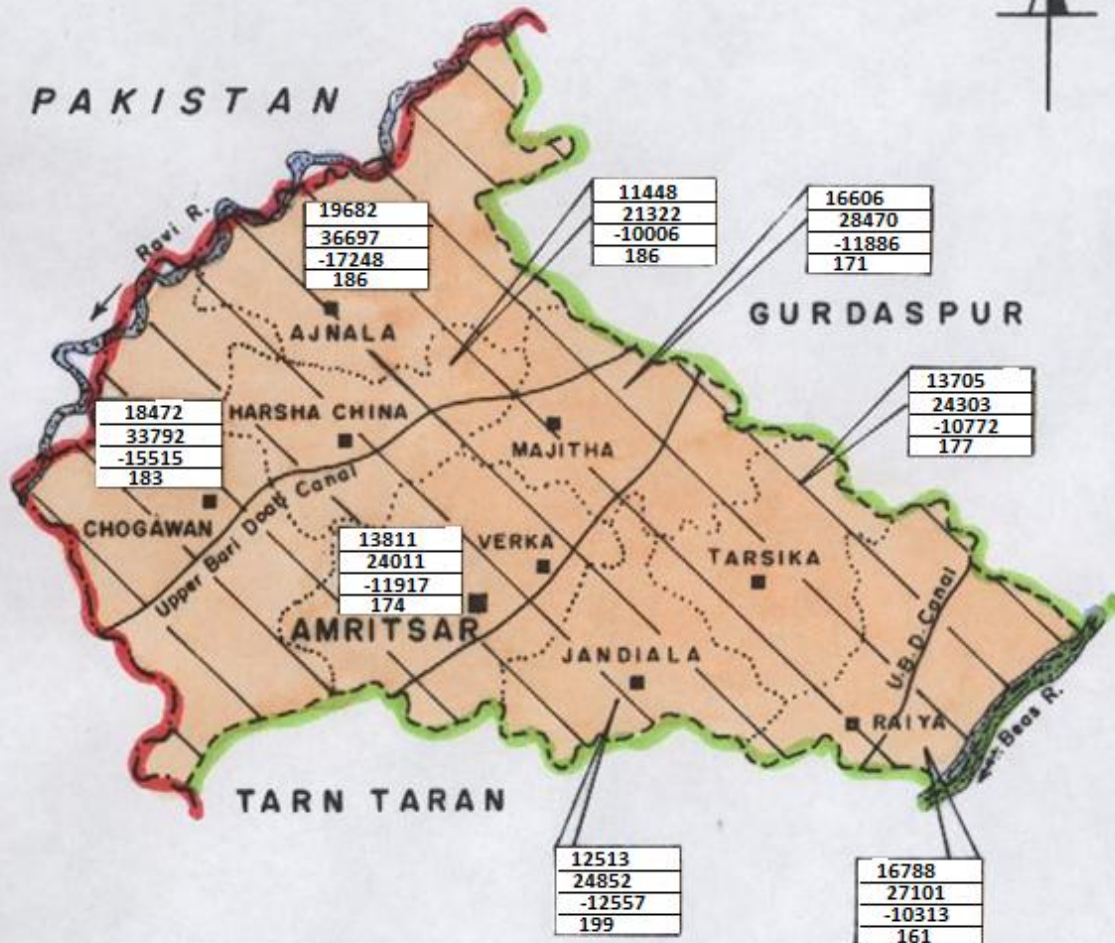 PAKISTAN
Ravi R.
19682
36697
-17248
186
11448
21322
-10006
186
16606
28470
-11886
171
GURDASPUR
AJNALA
13705
24303
-10772
177
18472
33792
-15515
183
HARSHA CHINA
MAJITHA
CHOGAWAN
Upper Bari Doab Canal
13811
24011
-11917
174
VERKA
TARSIKA
AMRITSAR
JANDIALA
U.B.D. Canal
RAIYA
Beas R.
TARN TARAN
12513
24852
-12557
199
16788
27101
-10313
161